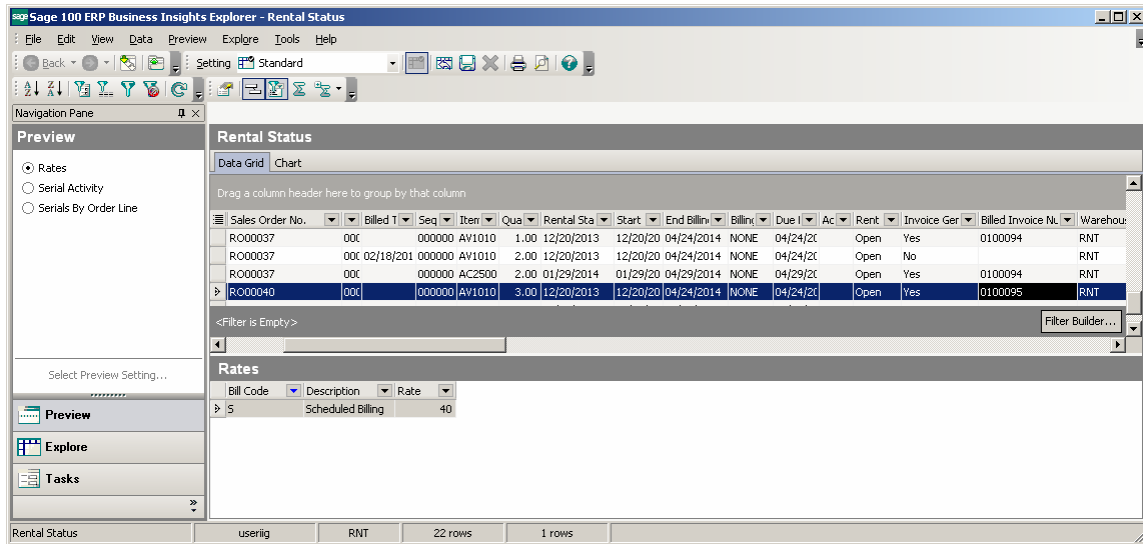 sage Sage 100 ERP Business Insights Explorer - Rental Status
File Edit View Data Preview Explore Tools Help
Back Setting Standard
Navigation Pane
Preview
Rates
Serial Activity
Serials By Order Line
Select Preview Setting...
Preview
Explore
Tasks
Rental Status
Data Grid Chart
Drag a column header here to group by that column
Sales Order No. Billed T Seq Iten Qua Rental Sta Start End Billin Billing Due I Ac Rent Invoice Ger Billed Invoice Nu Warehous
RO00037 000 000000 AV1010 1.00 12/20/2013 12/20/20 04/24/2014 NONE 04/24/20 Open Yes 0100094 RNT
RO00037 000 02/18/201 000000 AV1010 2.00 12/20/2013 12/20/20 04/24/2014 NONE 04/24/20 Open No RNT
RO00037 000 000000 AC2500 2.00 01/29/2014 01/29/20 04/29/2014 NONE 04/29/20 Open Yes 0100094 RNT
RO00040 000 000000 AV1010 3.00 12/20/2013 12/20/20 04/24/2014 NONE 04/24/20 Open Yes 0100095 RNT
<Filter is Empty> Filter Builder...
Rates
Bill Code Description Rate
S Scheduled Billing 40
Rental Status useriig RNT 22 rows 1 rows